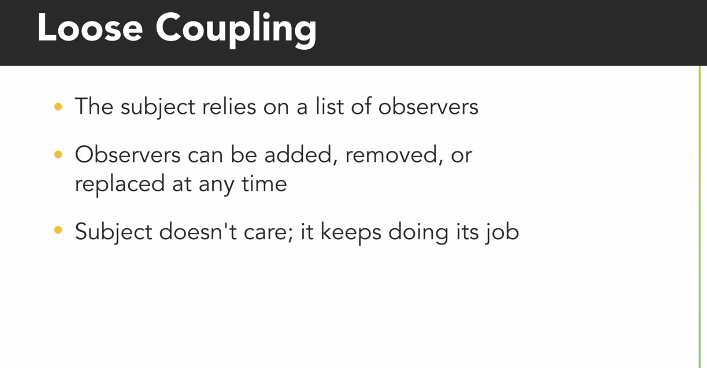 Loose Coupling
The subject relies on a list of observers
Observers can be added, removed, or
replaced at any time
Subject doesn't care; it keeps doing its job